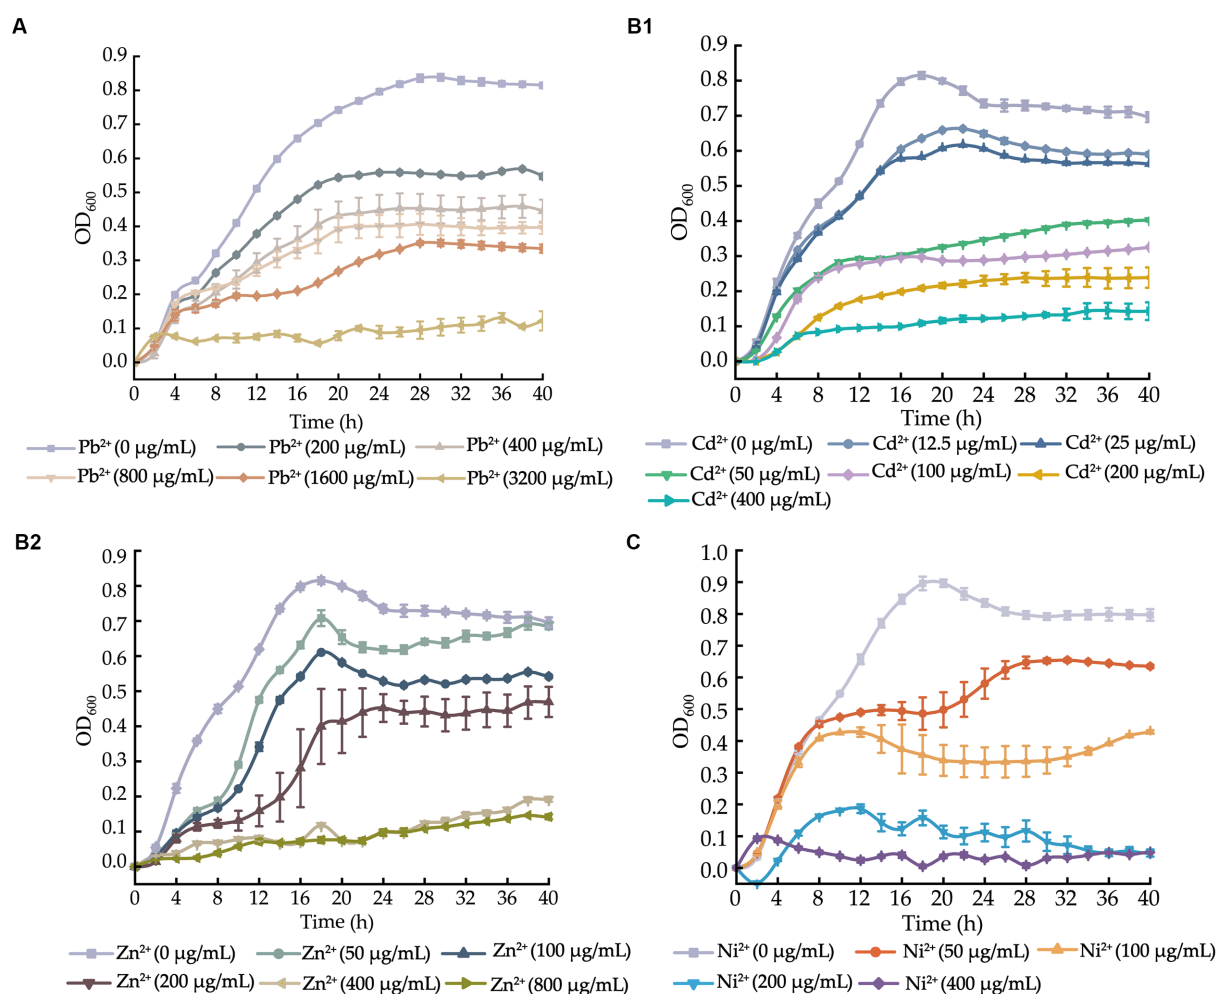 A
0.9
0.8
0.7
0.6
0.5
0.4
0.3
0.2
0.1
0.0
OD600
0 4 8 12 16 20 24 28 32 36 40
Time (h)
Pb²⁺ (0 µg/mL) Pb²⁺ (200 µg/mL) Pb²⁺ (400 µg/mL)
Pb²⁺ (800 µg/mL) Pb²⁺ (1600 µg/mL) Pb²⁺ (3200 µg/mL)
B1
0.9
0.8
0.7
0.6
0.5
0.4
0.3
0.2
0.1
0.0
OD600
0 4 8 12 16 20 24 28 32 36 40
Time (h)
Cd²⁺ (0 µg/mL) Cd²⁺ (12.5 µg/mL) Cd²⁺ (25 µg/mL)
Cd²⁺ (50 µg/mL) Cd²⁺ (100 µg/mL) Cd²⁺ (200 µg/mL)
Cd²⁺ (400 µg/mL)
B2
0.9
0.8
0.7
0.6
0.5
0.4
0.3
0.2
0.1
0.0
OD600
0 4 8 12 16 20 24 28 32 36 40
Time (h)
Zn²⁺ (0 µg/mL) Zn²⁺ (50 µg/mL) Zn²⁺ (100 µg/mL)
Zn²⁺ (200 µg/mL) Zn²⁺ (400 µg/mL) Zn²⁺ (800 µg/mL)
C
1.0
0.9
0.8
0.7
0.6
0.5
0.4
0.3
0.2
0.1
0.0
OD600
0 4 8 12 16 20 24 28 32 36 40
Time (h)
Ni²⁺ (0 µg/mL) Ni²⁺ (50 µg/mL) Ni²⁺ (100 µg/mL)
Ni²⁺ (200 µg/mL) Ni²⁺ (400 µg/mL)